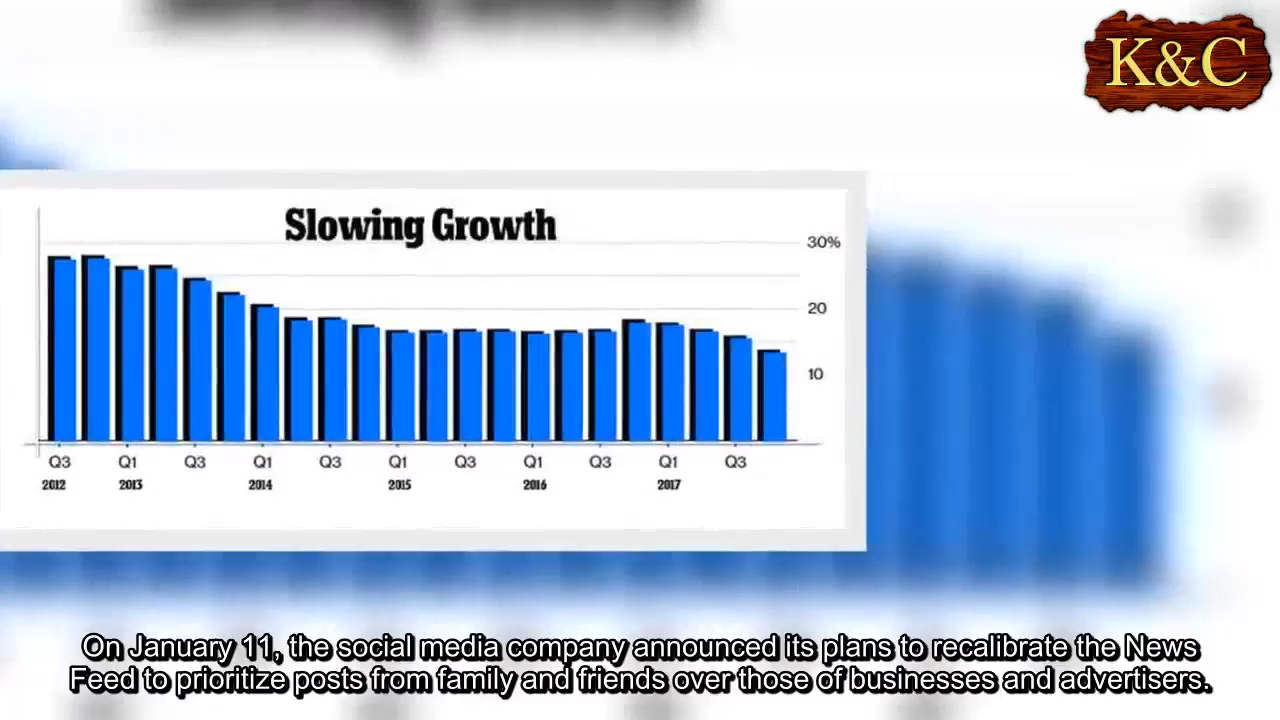 K&C
Slowing Growth
30%
20
10
Q3 Q1 Q3 Q1 Q3 Q1 Q3 Q1 Q3 Q1 Q3
2012 2013 2014 2015 2016 2017
On January 11, the social media company announced its plans to recalibrate the News
Feed to prioritize posts from family and friends over those of businesses and advertisers.